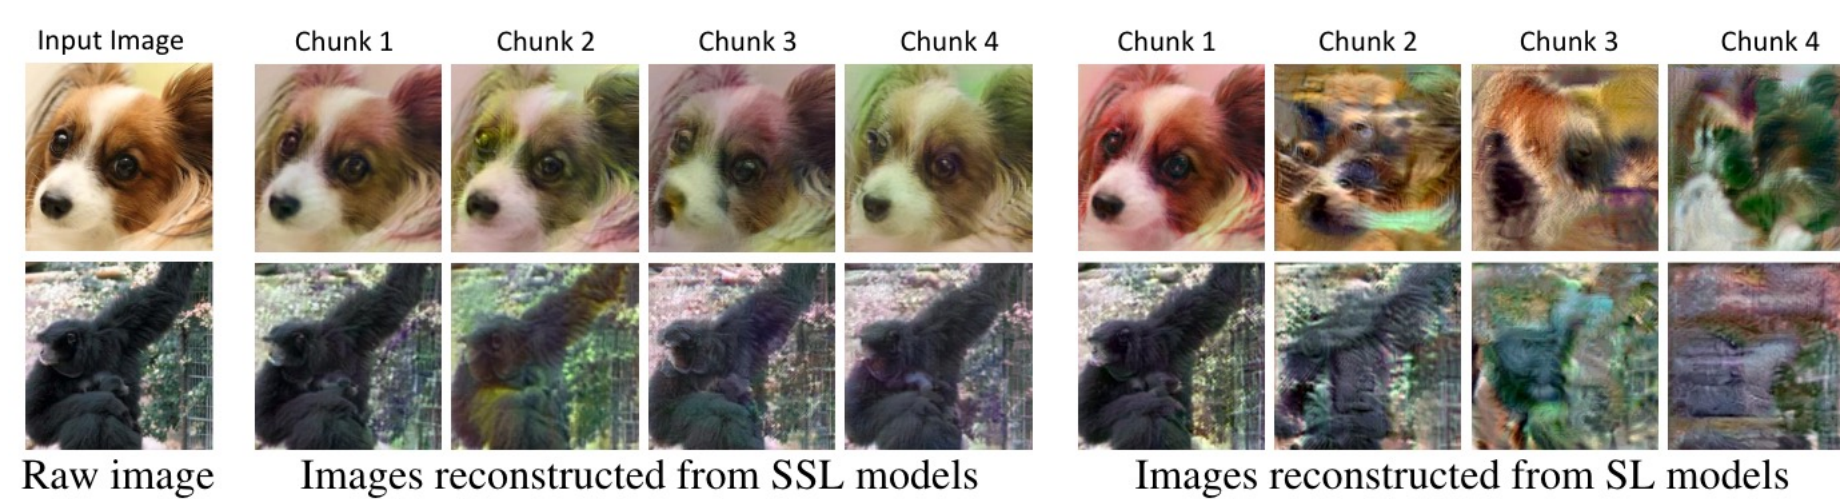 Input Image Chunk 1 Chunk 2 Chunk 3 Chunk 4 Chunk 1 Chunk 2 Chunk 3 Chunk 4
Raw image Images reconstructed from SSL models Images reconstructed from SL models